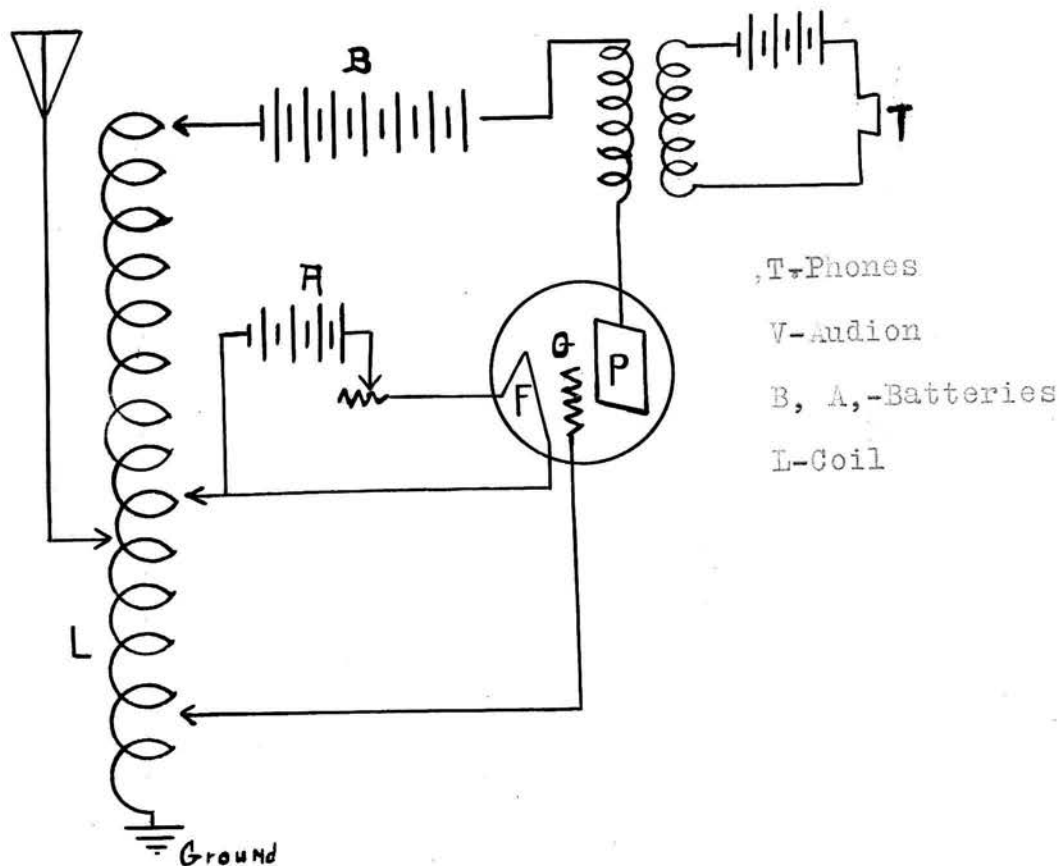 B
T
A
,T-Phones
G
V-Audion
P
F
B, A,-Batteries
L-Coil
L
Ground